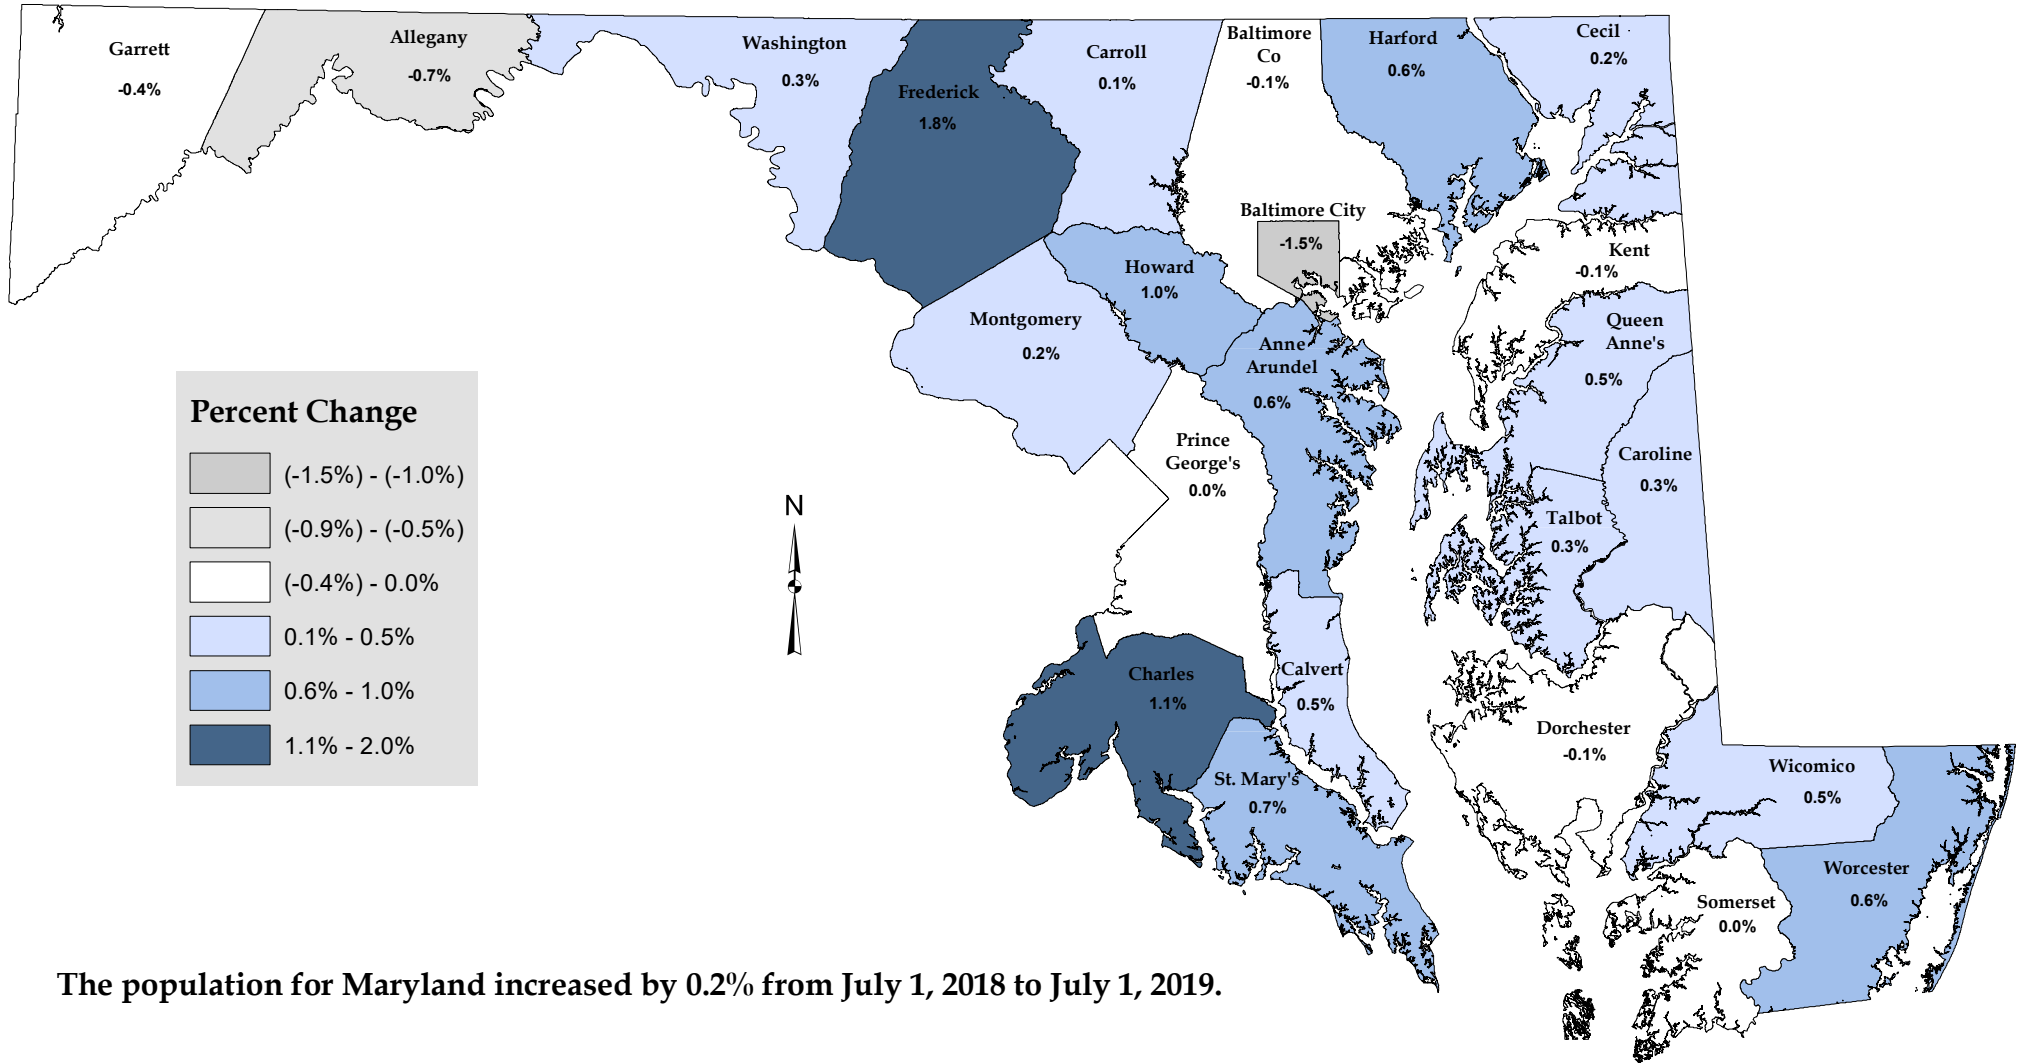 Garrett
-0.4%
Allegany
-0.7%
Washington
0.3%
Frederick
1.8%
Carroll
0.1%
Baltimore
Co
-0.1%
Harford
0.6%
Cecil
0.2%
Baltimore City
-1.5%
Kent
-0.1%
Howard
1.0%
Montgomery
0.2%
Anne
Arundel
0.6%
Queen
Anne's
0.5%
Prince
George's
0.0%
Caroline
0.3%
Talbot
0.3%
Percent Change
(-1.5%) - (-1.0%)
(-0.9%) - (-0.5%)
(-0.4%) - 0.0%
0.1% - 0.5%
0.6% - 1.0%
1.1% - 2.0%
N
Charles
1.1%
Calvert
0.5%
St. Mary's
0.7%
Dorchester
-0.1%
Wicomico
0.5%
Worcester
0.6%
Somerset
0.0%
The population for Maryland increased by 0.2% from July 1, 2018 to July 1, 2019.